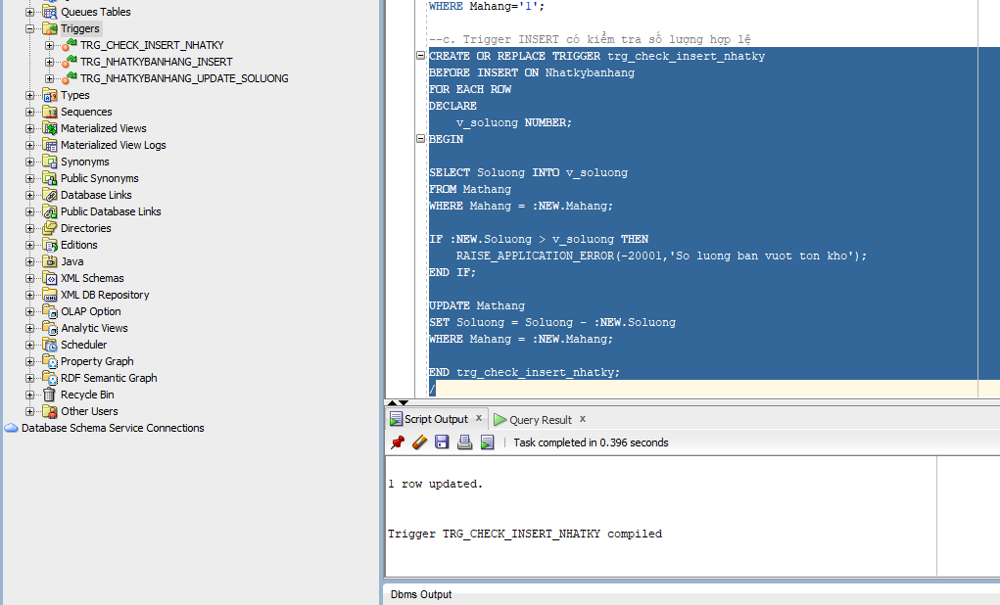 Queues Tables
Triggers
TRG_CHECK_INSERT_NHATKY
TRG_NHATKYBANHANG_INSERT
TRG_NHATKYBANHANG_UPDATE_SOLUONG
Types
Sequences
Materialized Views
Materialized View Logs
Synonyms
Public Synonyms
Database Links
Public Database Links
Directories
Editions
Java
XML Schemas
XML DB Repository
OLAP Option
Analytic Views
Scheduler
Property Graph
RDF Semantic Graph
Recycle Bin
Other Users
Database Schema Service Connections
WHERE Mahang='1';
--c. Trigger INSERT có kiểm tra số lượng hợp lệ
CREATE OR REPLACE TRIGGER trg_check_insert_nhatky
BEFORE INSERT ON Nhatkybanhang
FOR EACH ROW
DECLARE
v_soluong NUMBER;
BEGIN
SELECT Soluong INTO v_soluong
FROM Mathang
WHERE Mahang = :NEW.Mahang;
IF :NEW.Soluong > v_soluong THEN
RAISE_APPLICATION_ERROR(-20001,'So luong ban vuot ton kho');
END IF;
UPDATE Mathang
SET Soluong = Soluong - :NEW.Soluong
WHERE Mahang = :NEW.Mahang;
END trg_check_insert_nhatky;
/
Script Output x Query Result x
Task completed in 0.396 seconds
1 row updated.
Trigger TRG_CHECK_INSERT_NHATKY compiled
Dbms Output